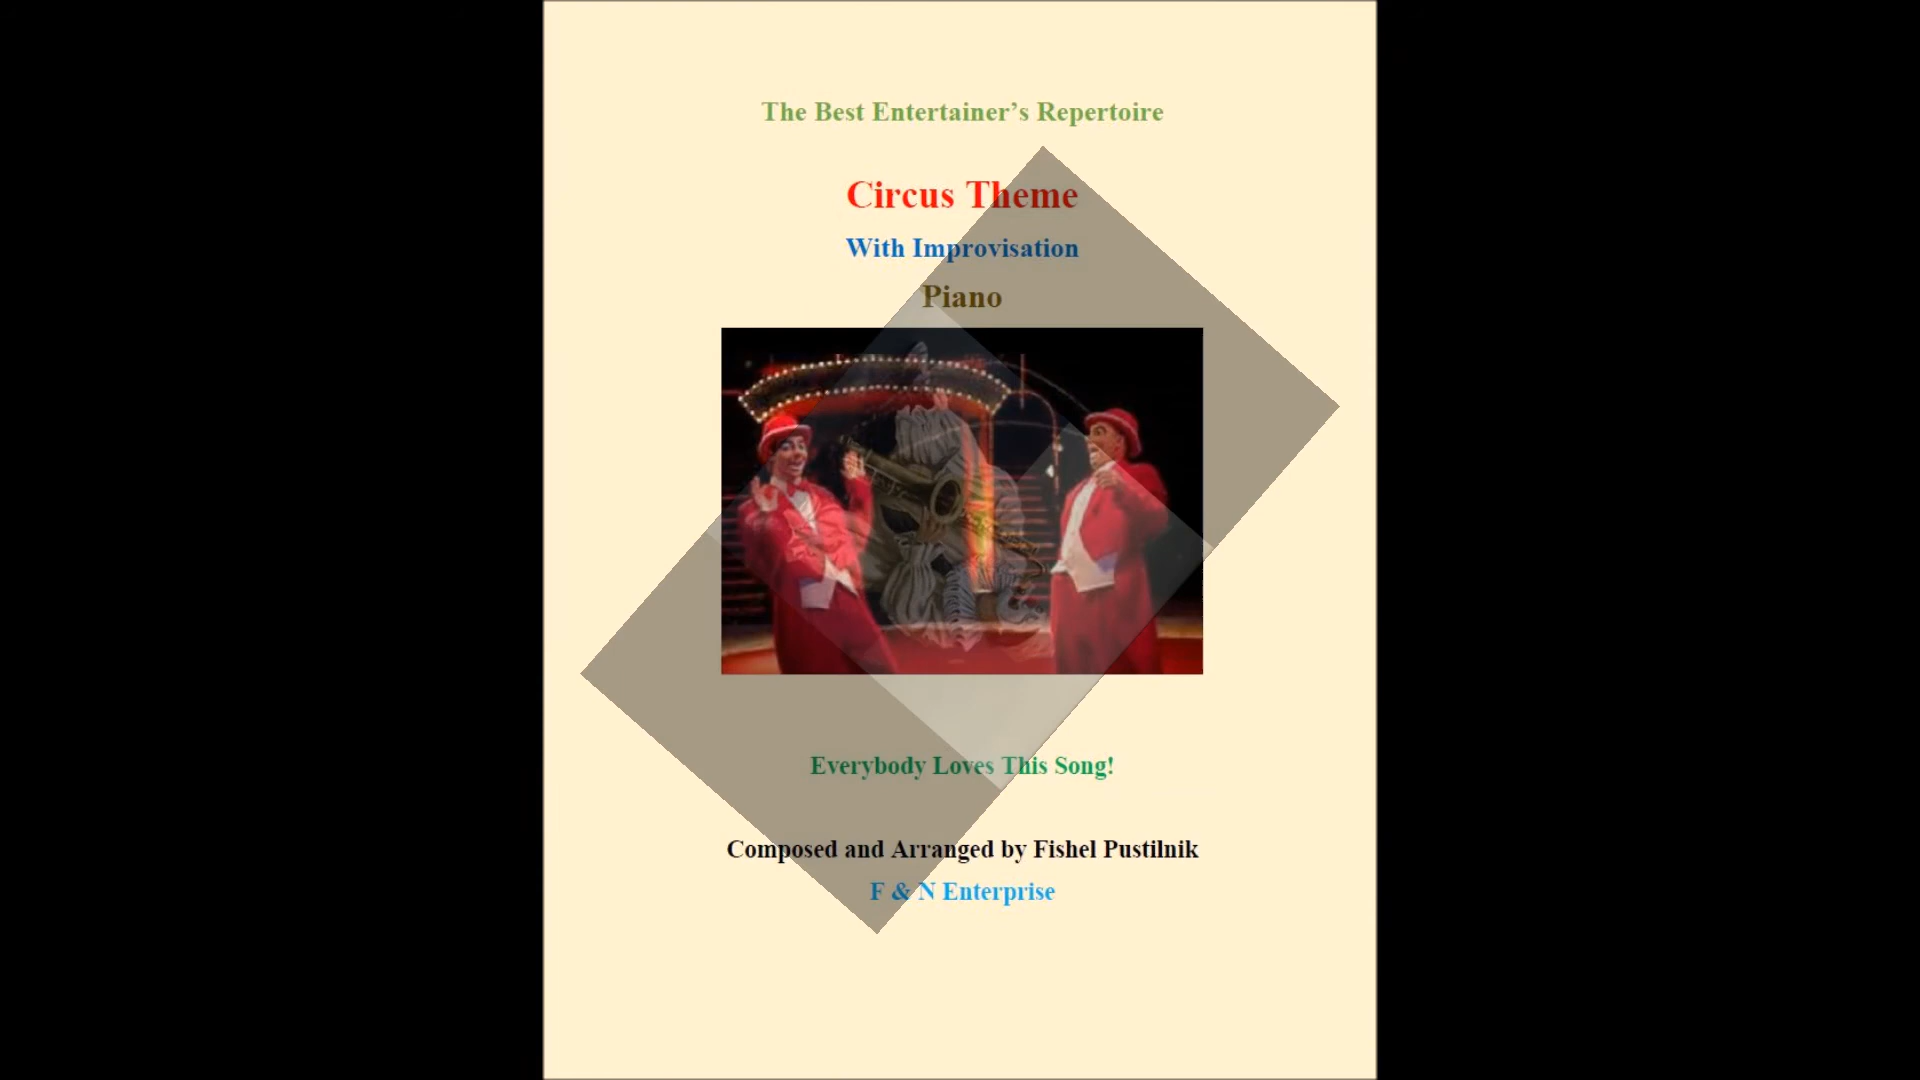 The Best Entertainer’s Repertoire
Circus Theme
With Improvisation
Piano
Everybody Loves This Song!
Composed and Arranged by Fishel Pustilnik
F & N Enterprise